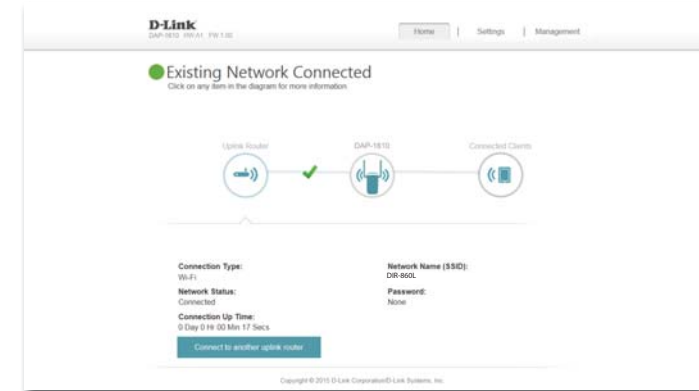 D-Link
DAP-1610 HW:A1 FW:1.00
Home | Settings | Management
Existing Network Connected
Click on any item in the diagram for more information
Uplink Router
DAP-1610
Connected Clients
Connection Type:
Wi-Fi
Network Name (SSID):
DIR-860L
Network Status:
Connected
Password:
None
Connection Up Time:
0 Day 0 Hr 00 Min 17 Secs
Connect to another uplink router
Copyright © 2015 D-Link Corporation/D-Link Systems, Inc.